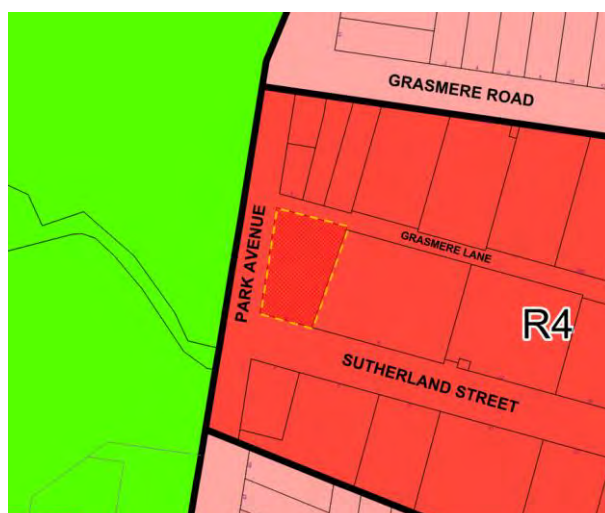 GRASMERE ROAD
PARK AVENUE
GRASMERE LANE
R4
SUTHERLAND STREET